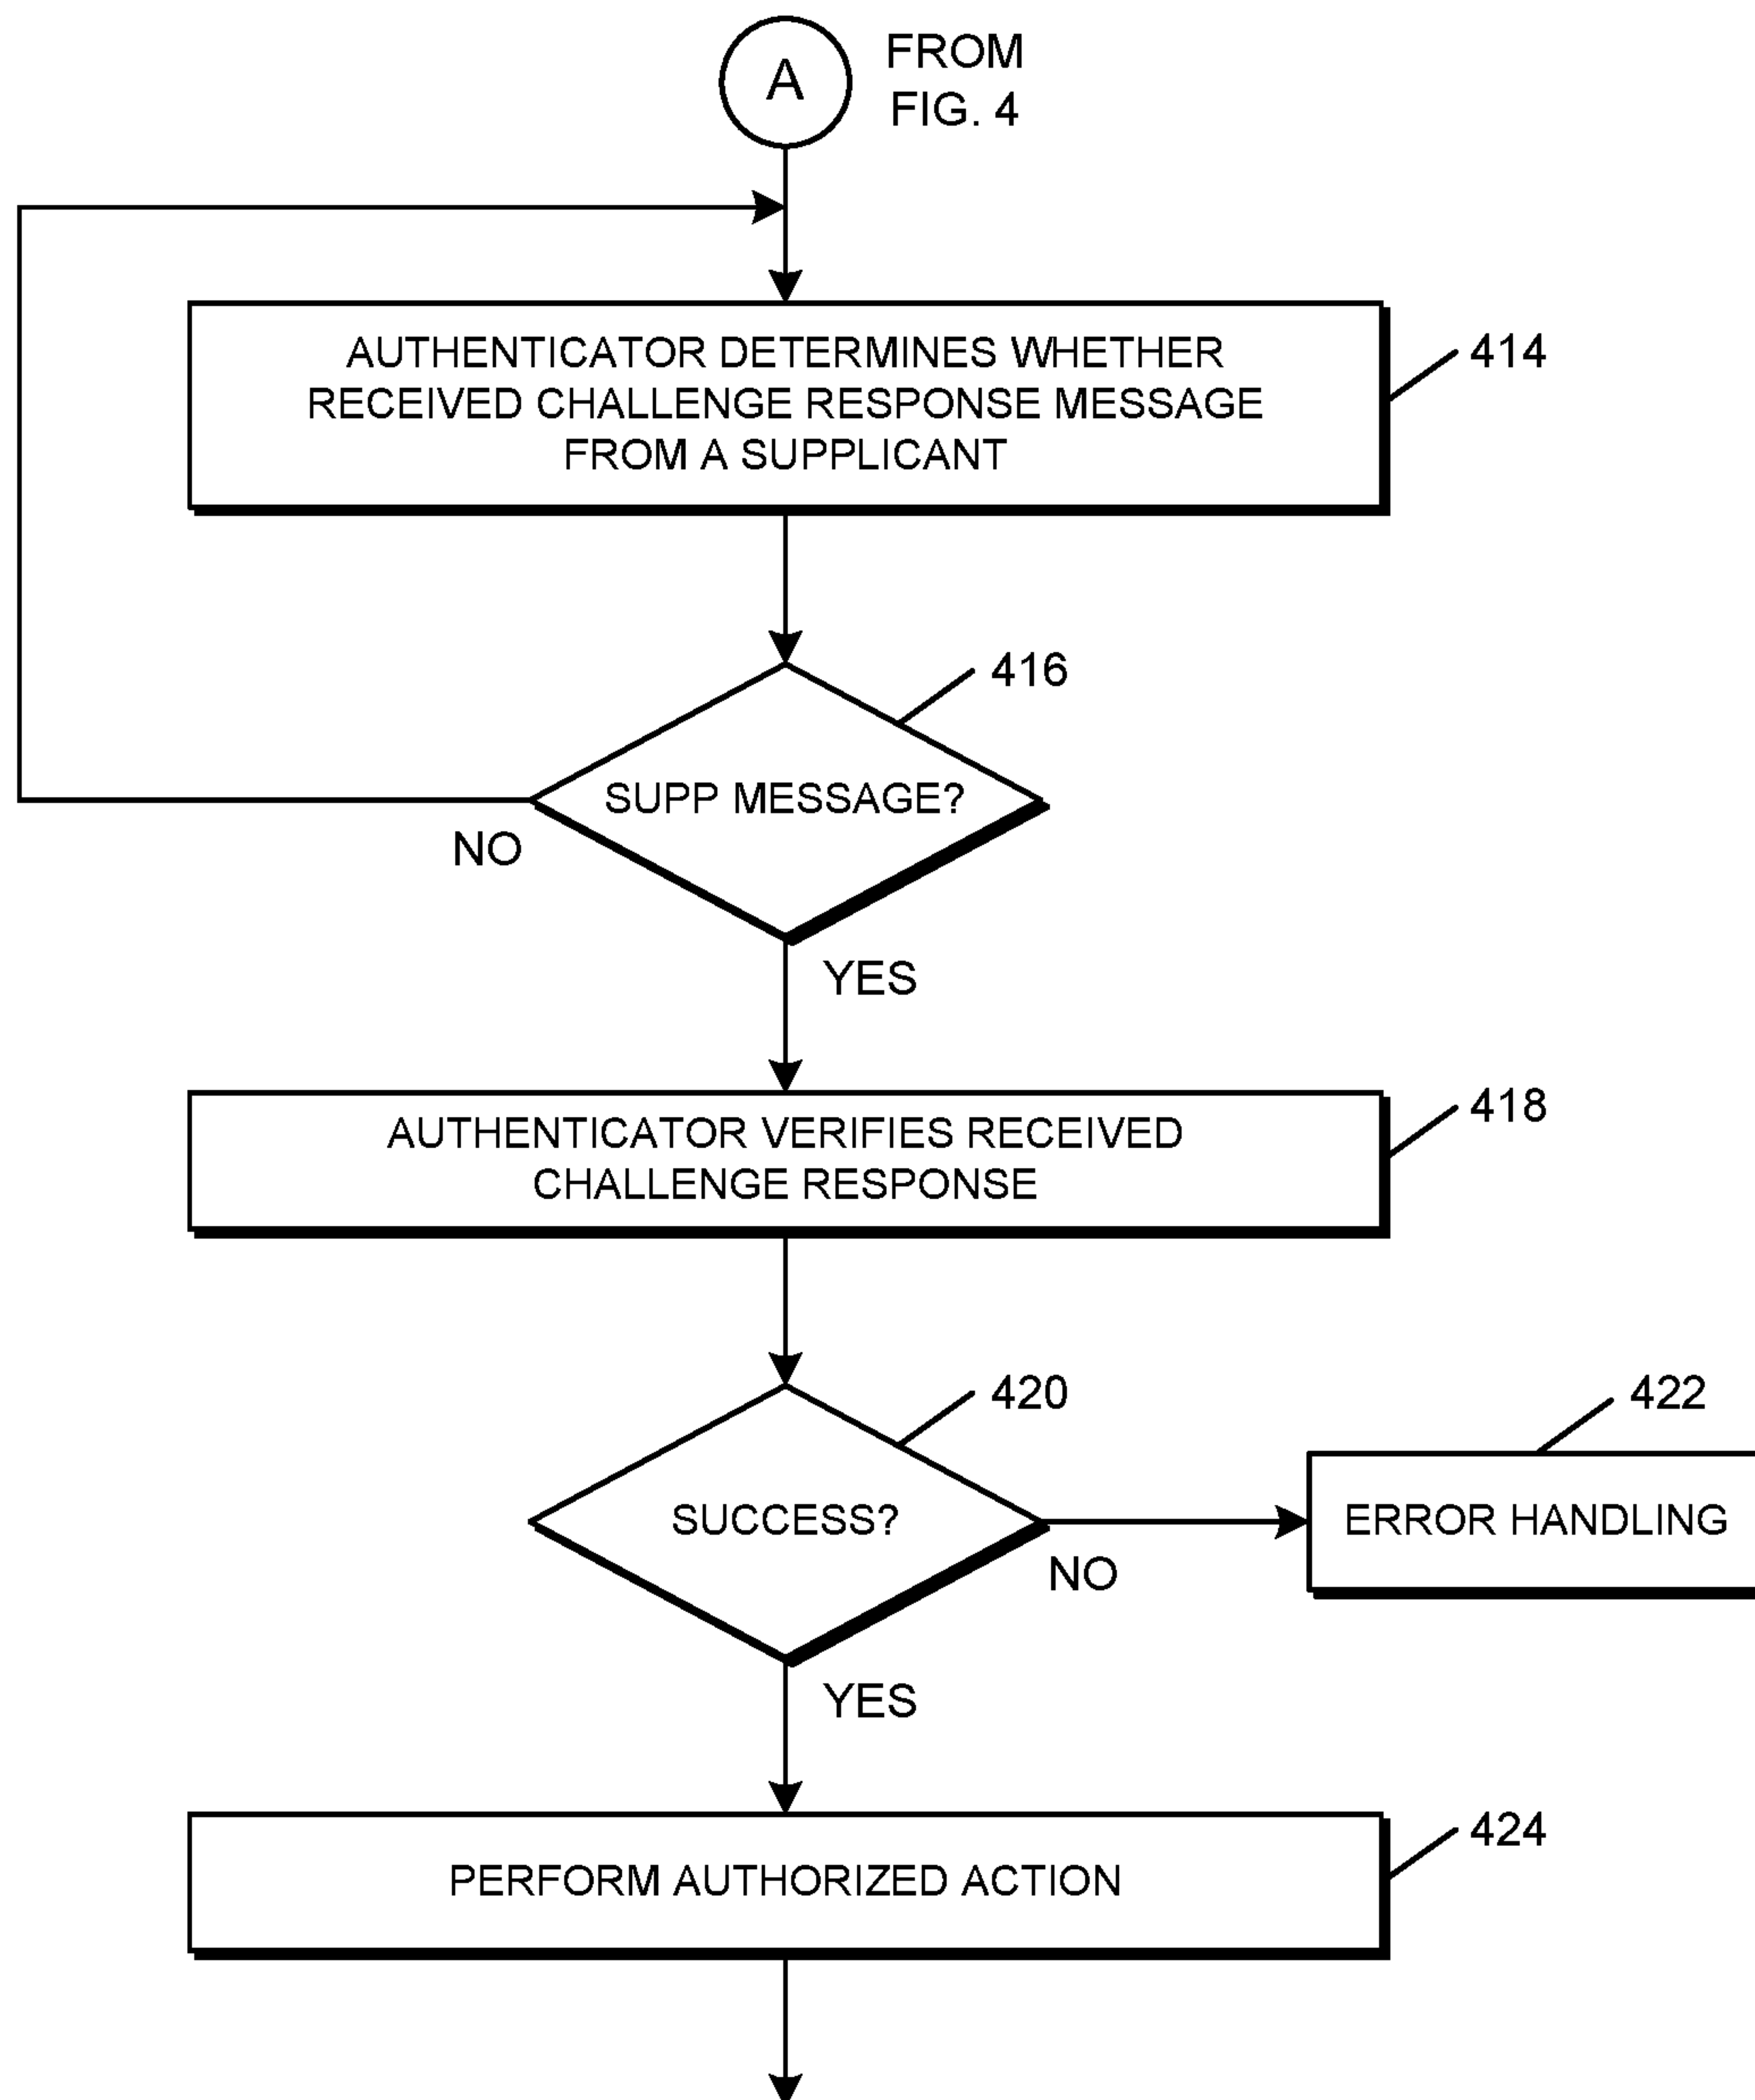 A
FROM
FIG. 4
AUTHENTICATOR DETERMINES WHETHER
RECEIVED CHALLENGE RESPONSE MESSAGE
FROM A SUPPLICANT
414
416
SUPP MESSAGE?
NO
YES
AUTHENTICATOR VERIFIES RECEIVED
CHALLENGE RESPONSE
418
420
422
SUCCESS?
ERROR HANDLING
NO
YES
PERFORM AUTHORIZED ACTION
424